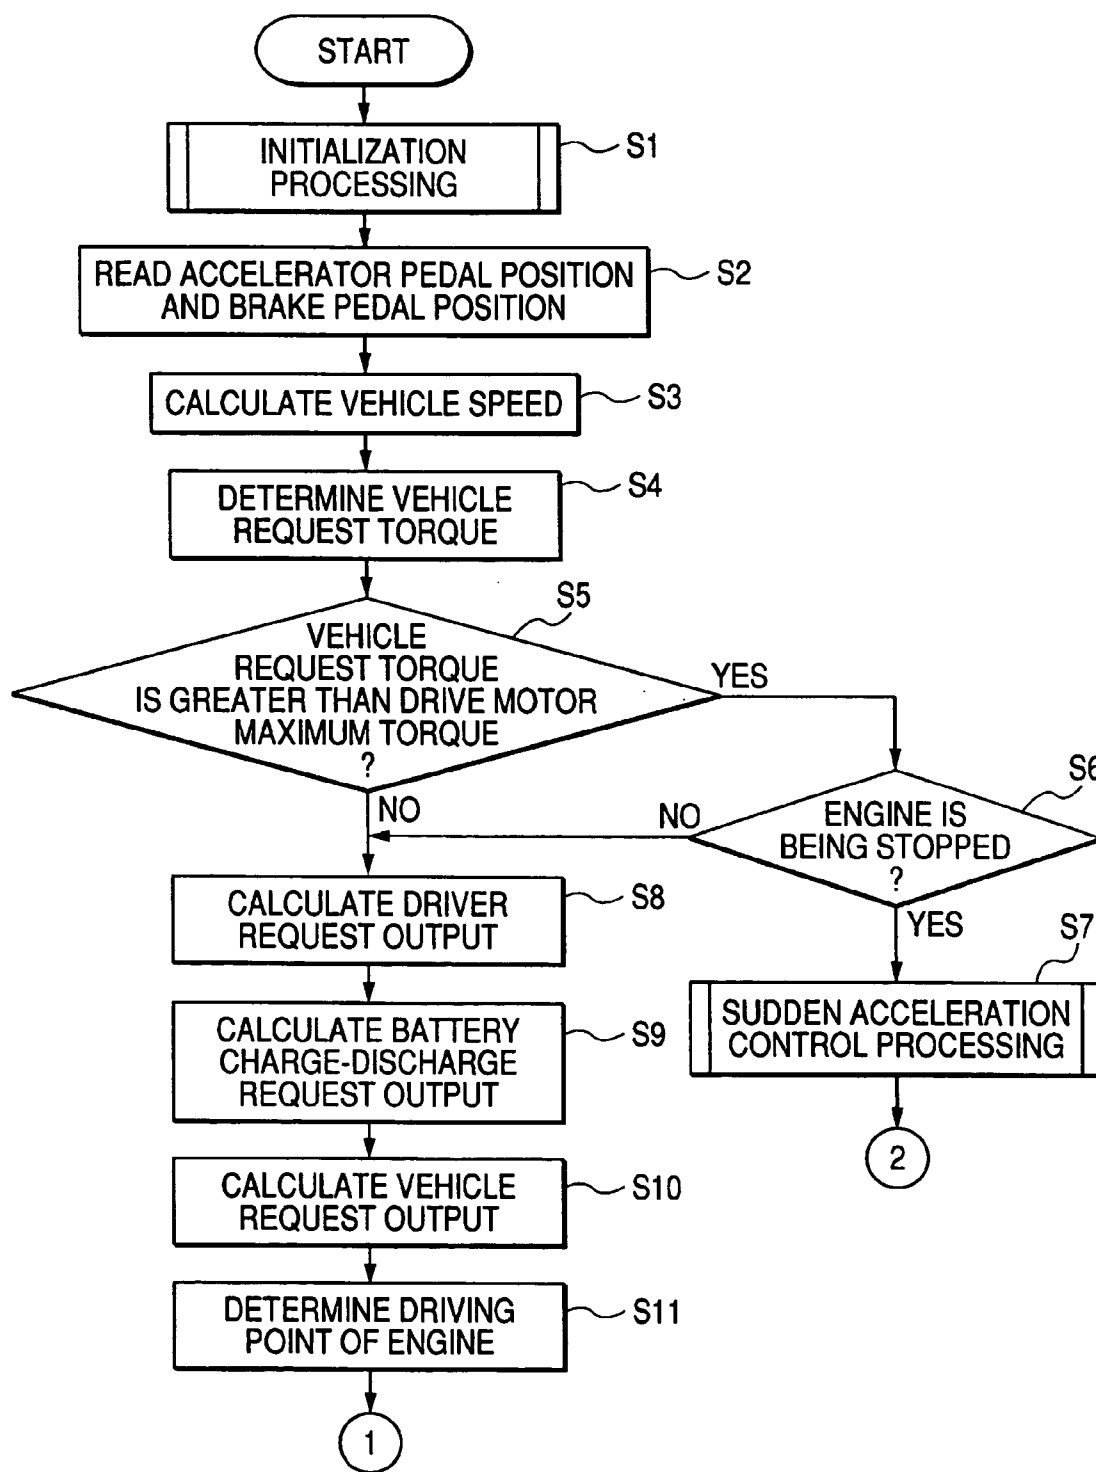 START
INITIALIZATION
PROCESSING
S1
READ ACCELERATOR PEDAL POSITION
AND BRAKE PEDAL POSITION
S2
CALCULATE VEHICLE SPEED
S3
DETERMINE VEHICLE
REQUEST TORQUE
S4
S5
VEHICLE
REQUEST TORQUE
IS GREATER THAN DRIVE MOTOR
MAXIMUM TORQUE
?
YES
NO
S6
ENGINE IS
BEING STOPPED
?
NO
YES
S7
SUDDEN ACCELERATION
CONTROL PROCESSING
2
CALCULATE DRIVER
REQUEST OUTPUT
S8
CALCULATE BATTERY
CHARGE-DISCHARGE
REQUEST OUTPUT
S9
CALCULATE VEHICLE
REQUEST OUTPUT
S10
DETERMINE DRIVING
POINT OF ENGINE
S11
1